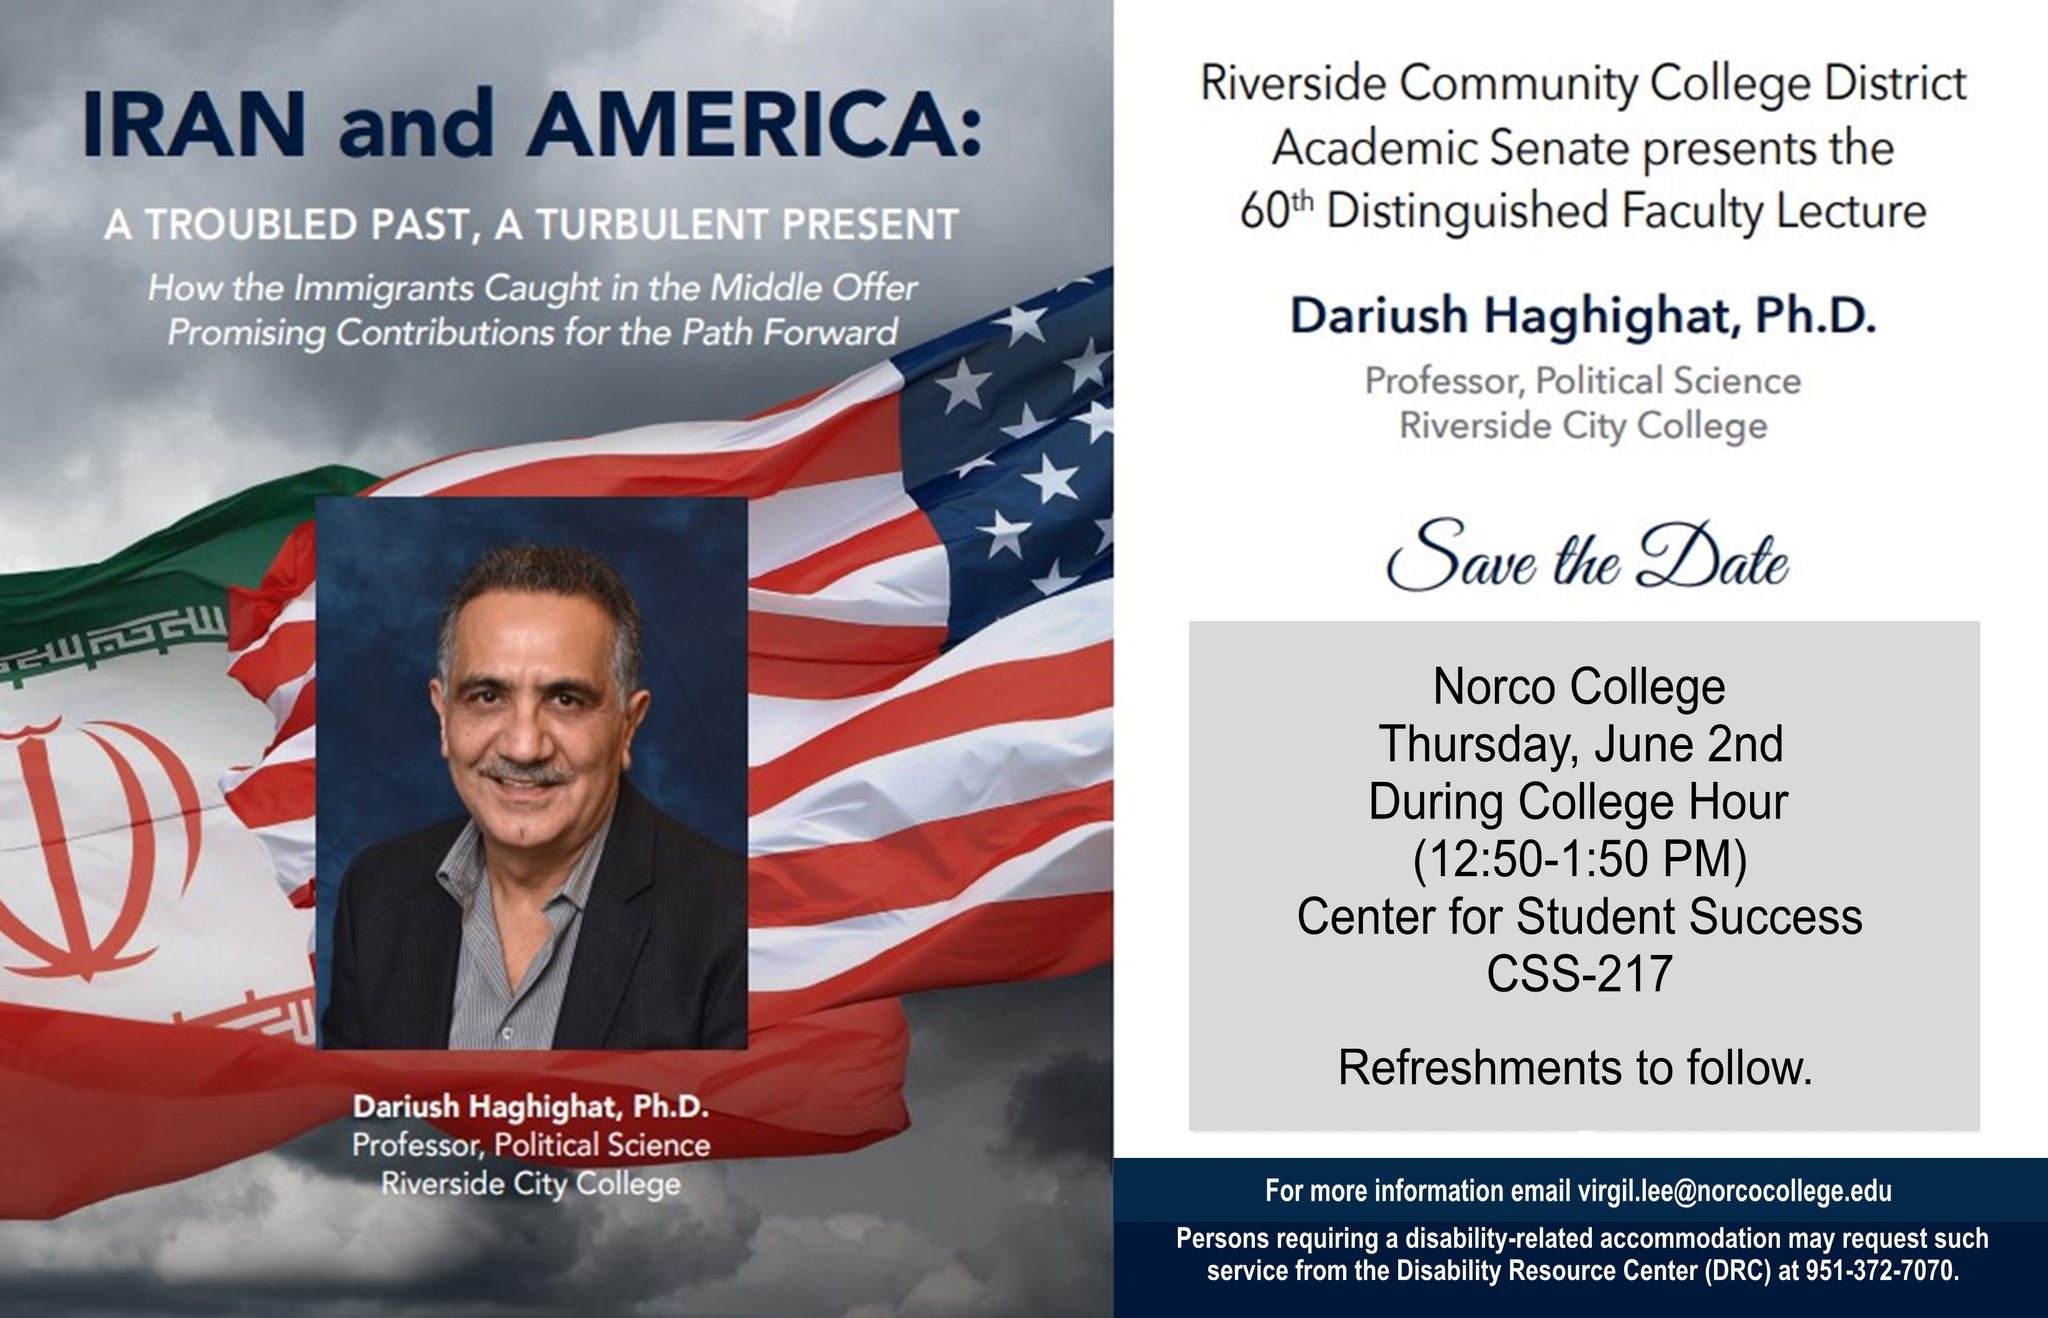 IRAN and AMERICA:
A TROUBLED PAST, A TURBULENT PRESENT
How the Immigrants Caught in the Middle Offer
Promising Contributions for the Path Forward
Dariush Haghighat, Ph.D.
Professor, Political Science
Riverside City College
Riverside Community College District
Academic Senate presents the
60th Distinguished Faculty Lecture
Dariush Haghighat, Ph.D.
Professor, Political Science
Riverside City College
Save the Date
Norco College
Thursday, June 2nd
During College Hour
(12:50-1:50 PM)
Center for Student Success
CSS-217
Refreshments to follow.
For more information email virgil.lee@norcocollege.edu
Persons requiring a disability-related accommodation may request such
service from the Disability Resource Center (DRC) at 951-372-7070.